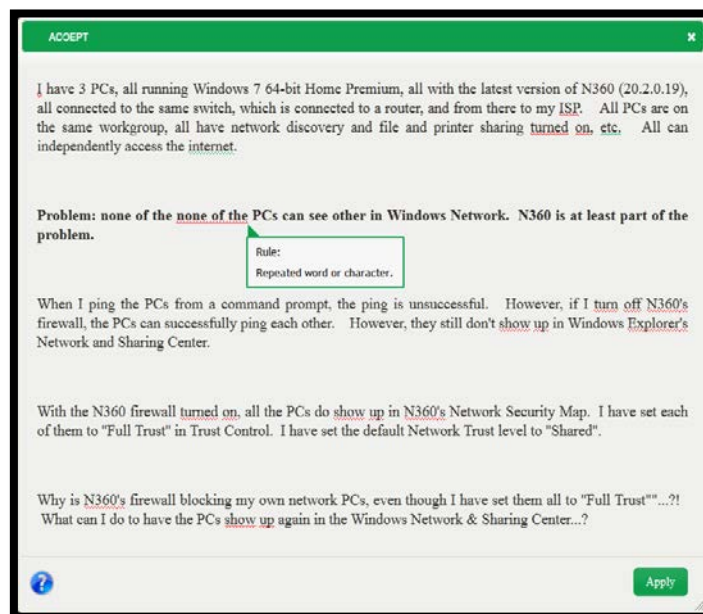 ACCEPT
I have 3 PCs, all running Windows 7 64-bit Home Premium, all with the latest version of N360 (20.2.0.19),
all connected to the same switch, which is connected to a router, and from there to my ISP. All PCs are on
the same workgroup, all have network discovery and file and printer sharing turned on, etc. All can
independently access the internet.
Problem: none of the none of the PCs can see other in Windows Network. N360 is at least part of the
problem.
Rule:
Repeated word or character.
When I ping the PCs from a command prompt, the ping is unsuccessful. However, if I turn off N360's
firewall, the PCs can successfully ping each other. However, they still don't show up in Windows Explorer's
Network and Sharing Center.
With the N360 firewall turned on, all the PCs do show up in N360's Network Security Map. I have set each
of them to "Full Trust" in Trust Control. I have set the default Network Trust level to "Shared".
Why is N360's firewall blocking my own network PCs, even though I have set them all to "Full Trust""...?!
What can I do to have the PCs show up again in the Windows Network & Sharing Center...?
Apply